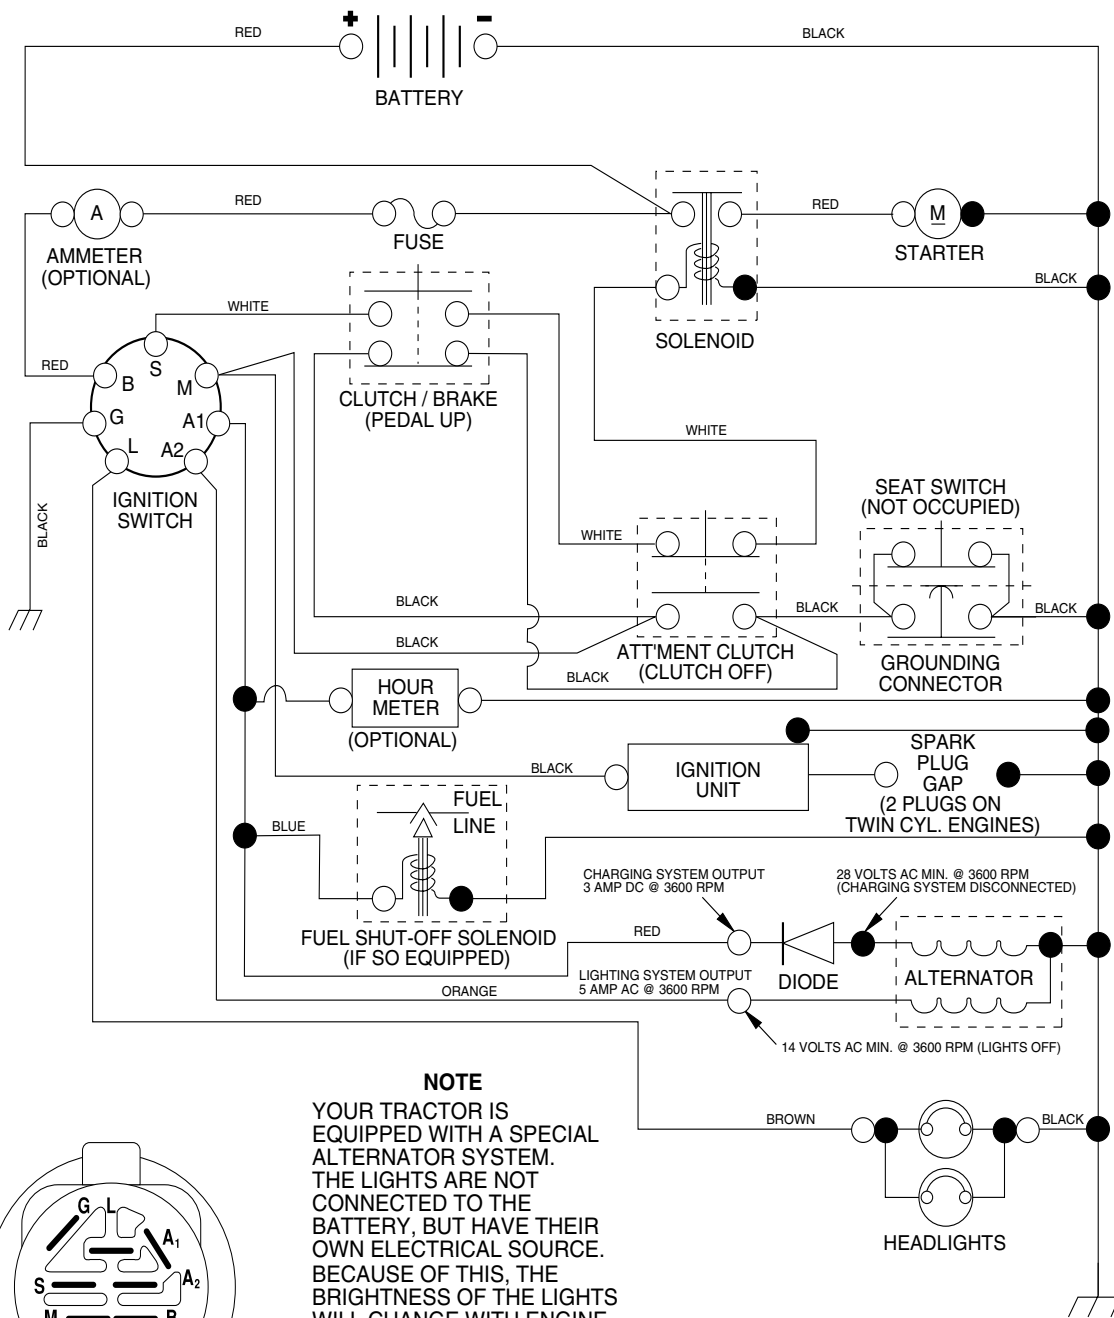 + -
RED
BLACK
BATTERY
A
RED
FUSE
RED
M
AMMETER
(OPTIONAL)
STARTER
BLACK
SOLENOID
WHITE
RED
S
B
M
G
A1
L
A2
CLUTCH / BRAKE
(PEDAL UP)
IGNITION
SWITCH
BLACK
WHITE
SEAT SWITCH
(NOT OCCUPIED)
WHITE
BLACK
BLACK
BLACK
BLACK
ATT'MENT CLUTCH
(CLUTCH OFF)
GROUNDING
CONNECTOR
BLACK
HOUR
METER
(OPTIONAL)
BLACK
IGNITION
UNIT
SPARK
PLUG
GAP
(2 PLUGS ON
TWIN CYL. ENGINES)
FUEL
LINE
BLUE
FUEL SHUT-OFF SOLENOID
(IF SO EQUIPPED)
CHARGING SYSTEM OUTPUT
3 AMP DC @ 3600 RPM
28 VOLTS AC MIN. @ 3600 RPM
(CHARGING SYSTEM DISCONNECTED)
RED
DIODE
ALTERNATOR
LIGHTING SYSTEM OUTPUT
5 AMP AC @ 3600 RPM
ORANGE
14 VOLTS AC MIN. @ 3600 RPM (LIGHTS OFF)
BROWN
BLACK
HEADLIGHTS
NOTE
YOUR TRACTOR IS
EQUIPPED WITH A SPECIAL
ALTERNATOR SYSTEM.
THE LIGHTS ARE NOT
CONNECTED TO THE
BATTERY, BUT HAVE THEIR
OWN ELECTRICAL SOURCE.
BECAUSE OF THIS, THE
BRIGHTNESS OF THE LIGHTS
WILL CHANGE WITH ENGINE
G L
A1
A2
S
M
B